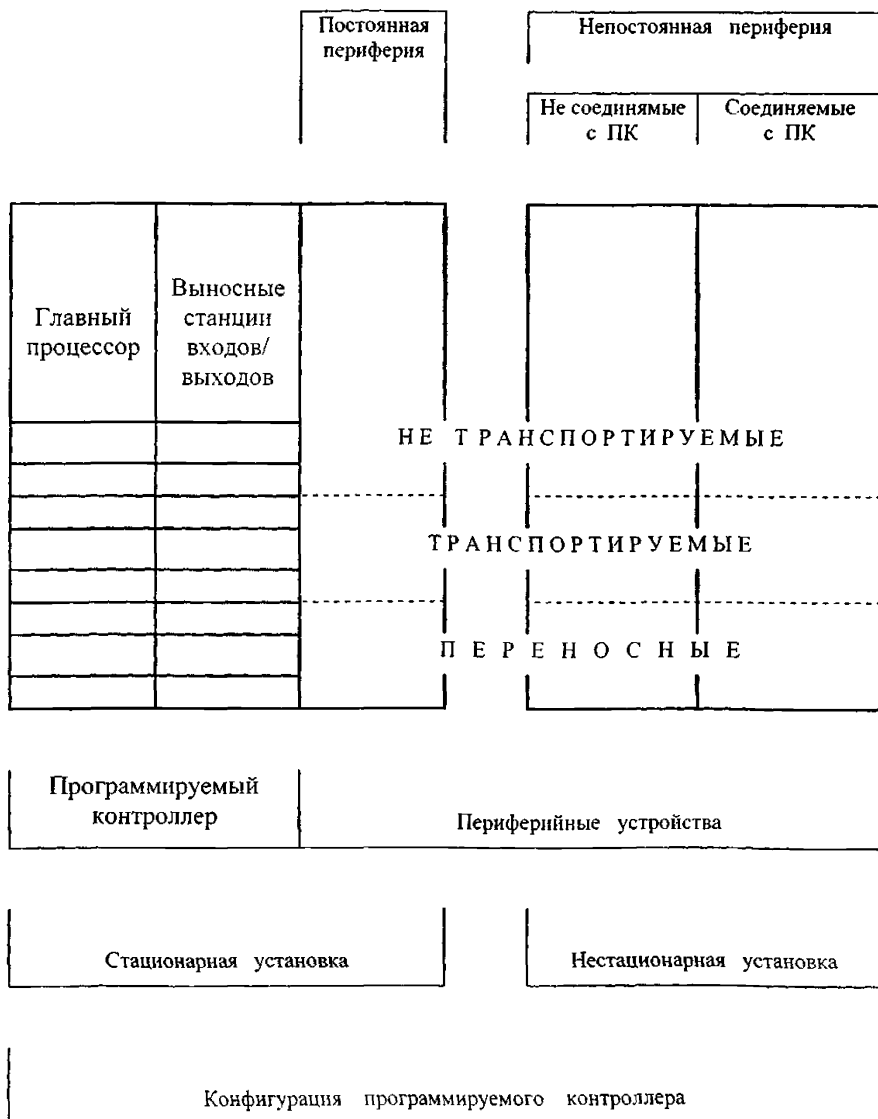 Постоянная
периферия
Непостоянная периферия
Не соединямые
с ПК
Соединяемые
с ПК
Главный
процессор
Выносные
станции
входов/
выходов
НЕ ТРАНСПОРТИРУЕМЫЕ
ТРАНСПОРТИРУЕМЫЕ
ПЕРЕНОСНЫЕ
Программируемый
контроллер
Периферийные устройства
Стационарная установка
Нестационарная установка
Конфигурация программируемого контроллера